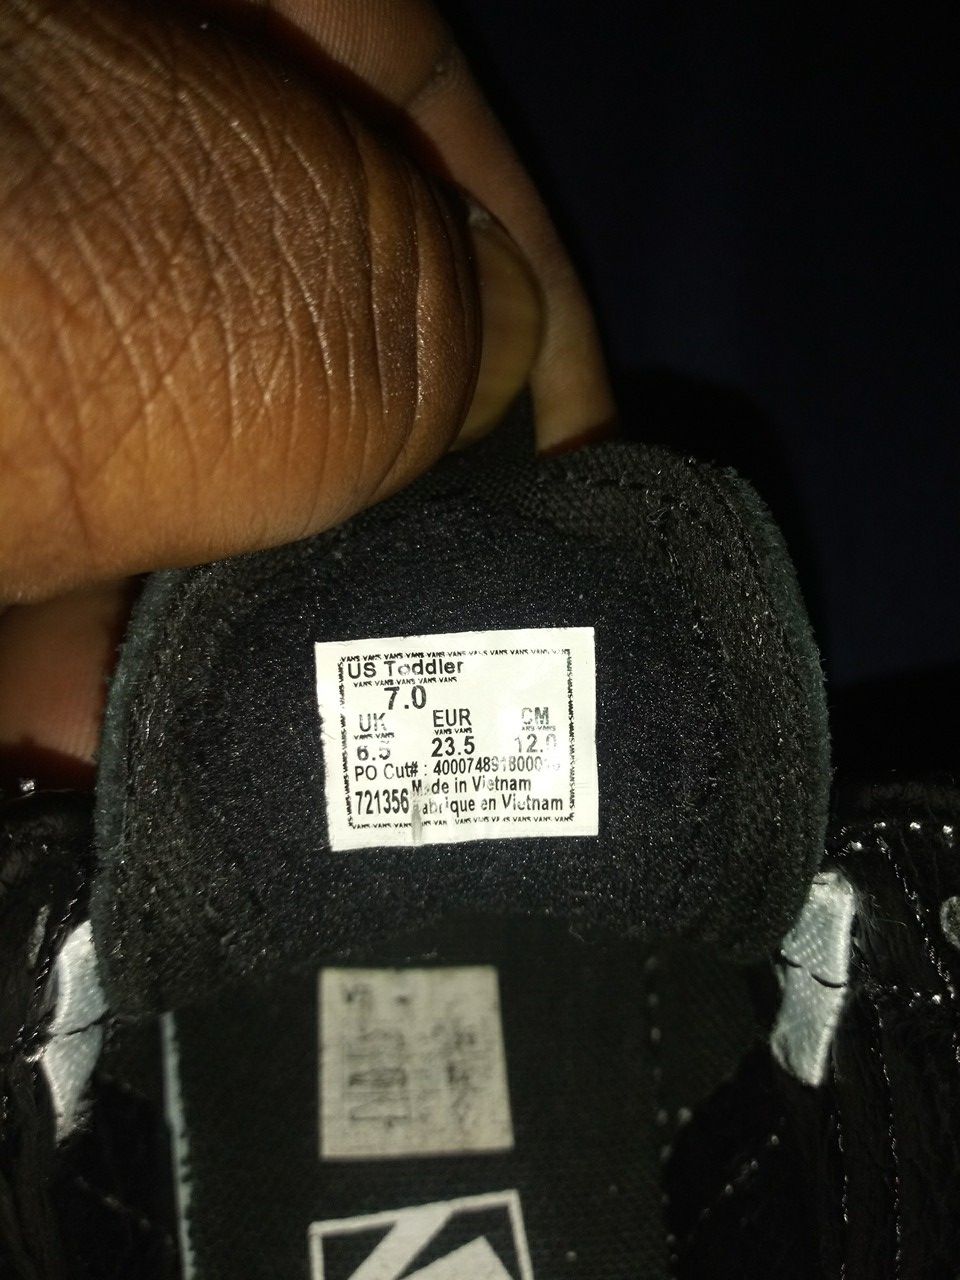 US Toddler
7.0
UK EUR CM
6.5 23.5 12.0
PO Cut# :
721356 Made in Vietnam
Fabrique en Vietnam
VANS